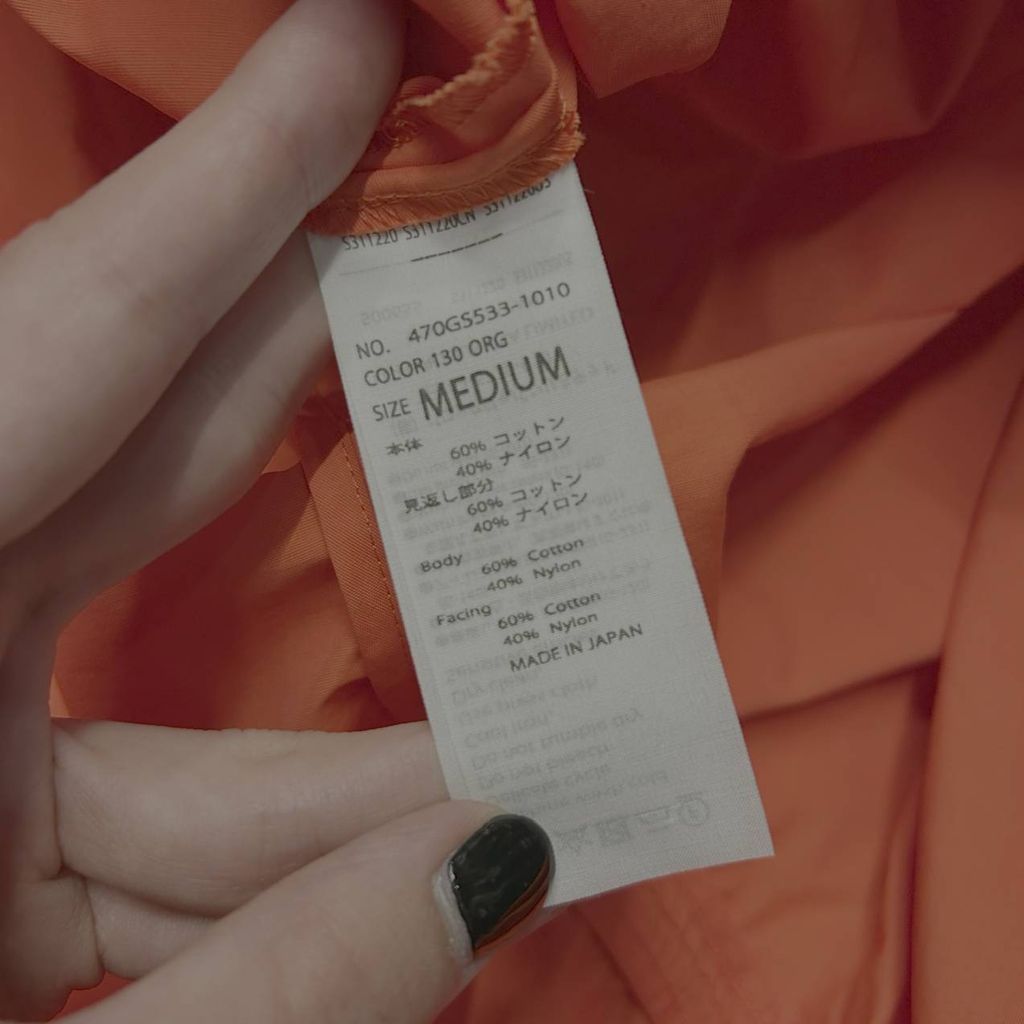 S311220 S311220CN S311220US
NO. 470GS533-1010
COLOR 130 ORG
SIZE MEDIUM
本体 60% コットン
40% ナイロン
見返し部分
60% コットン
40% ナイロン
Body 60% Cotton
40% Nylon
Facing 60% Cotton
40% Nylon
MADE IN JAPAN